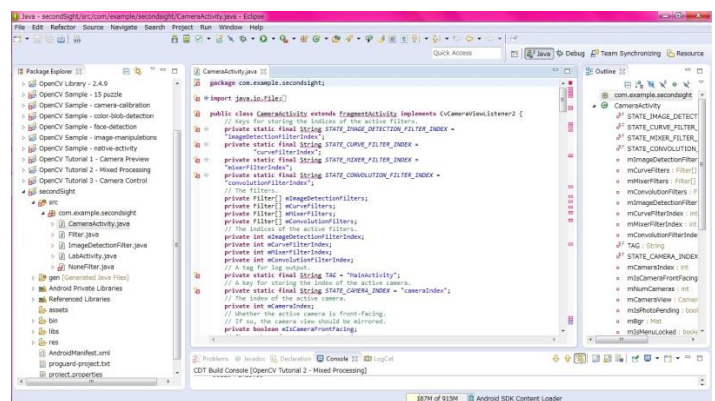 Java - secondSight/src/com/example/secondsight/CameraActivity.java - Eclipse
File Edit Refactor Source Navigate Search Project Run Window Help
Quick Access
Java
Debug
Team Synchronizing
Resource
Package Explorer
OpenCV Library - 2.4.9
OpenCV Sample - 15 puzzle
OpenCV Sample - camera-calibration
OpenCV Sample - color-blob-detection
OpenCV Sample - face-detection
OpenCV Sample - image-manipulations
OpenCV Sample - native-activity
OpenCV Tutorial 1 - Camera Preview
OpenCV Tutorial 2 - Mixed Processing
OpenCV Tutorial 3 - Camera Control
secondSight
src
com.example.secondsight
CameraActivity.java
Filter.java
ImageDetectionFilter.java
LabActivity.java
NoneFilter.java
gen [Generated Java Files]
Android Private Libraries
Referenced Libraries
assets
bin
libs
res
AndroidManifest.xml
proguard-project.txt
project.properties
CameraActivity.java
package com.example.secondsight;
import java.io.File;
public class CameraActivity extends FragmentActivity implements CvCameraViewListener2 {
// Keys for storing the indices of the active filters.
private static final String STATE_IMAGE_DETECTION_FILTER_INDEX =
"imageDetectionFilterIndex";
private static final String STATE_CURVE_FILTER_INDEX =
"curveFilterIndex";
private static final String STATE_MIXER_FILTER_INDEX =
"mixerFilterIndex";
private static final String STATE_CONVOLUTION_FILTER_INDEX =
"convolutionFilterIndex";
// The filters.
private Filter[] mImageDetectionFilters;
private Filter[] mCurveFilters;
private Filter[] mMixerFilters;
private Filter[] mConvolutionFilters;
// The indices of the active filters.
private int mImageDetectionFilterIndex;
private int mCurveFilterIndex;
private int mMixerFilterIndex;
private int mConvolutionFilterIndex;
// A tag for log output.
private static final String TAG = "MainActivity";
// A key for storing the index of the active camera.
private static final String STATE_CAMERA_INDEX = "cameraIndex";
// The index of the active camera.
private int mCameraIndex;
// Whether the active camera is front-facing.
// If so, the camera view should be mirrored.
private boolean mIsCameraFrontFacing;
Outline
com.example.secondsight
CameraActivity
STATE_IMAGE_DETECT
STATE_CURVE_FILTER_
STATE_MIXER_FILTER_
STATE_CONVOLUTION_
mImageDetectionFilter
mCurveFilters : Filter[]
mMixerFilters : Filter[]
mConvolutionFilters : F
mImageDetectionFilter
mCurveFilterIndex : int
mMixerFilterIndex : int
mConvolutionFilterInde
TAG : String
STATE_CAMERA_INDEX
mCameraIndex : int
mIsCameraFrontFacing
mNumCameras : int
mCameraView : Camer
mIsPhotoPending : bool
mBgr : Mat
mIsMenuLocked : boole
Problems @ Javadoc Declaration Console LogCat
CDT Build Console [OpenCV Tutorial 2 - Mixed Processing]
187M of 915M
Android SDK Content Loader